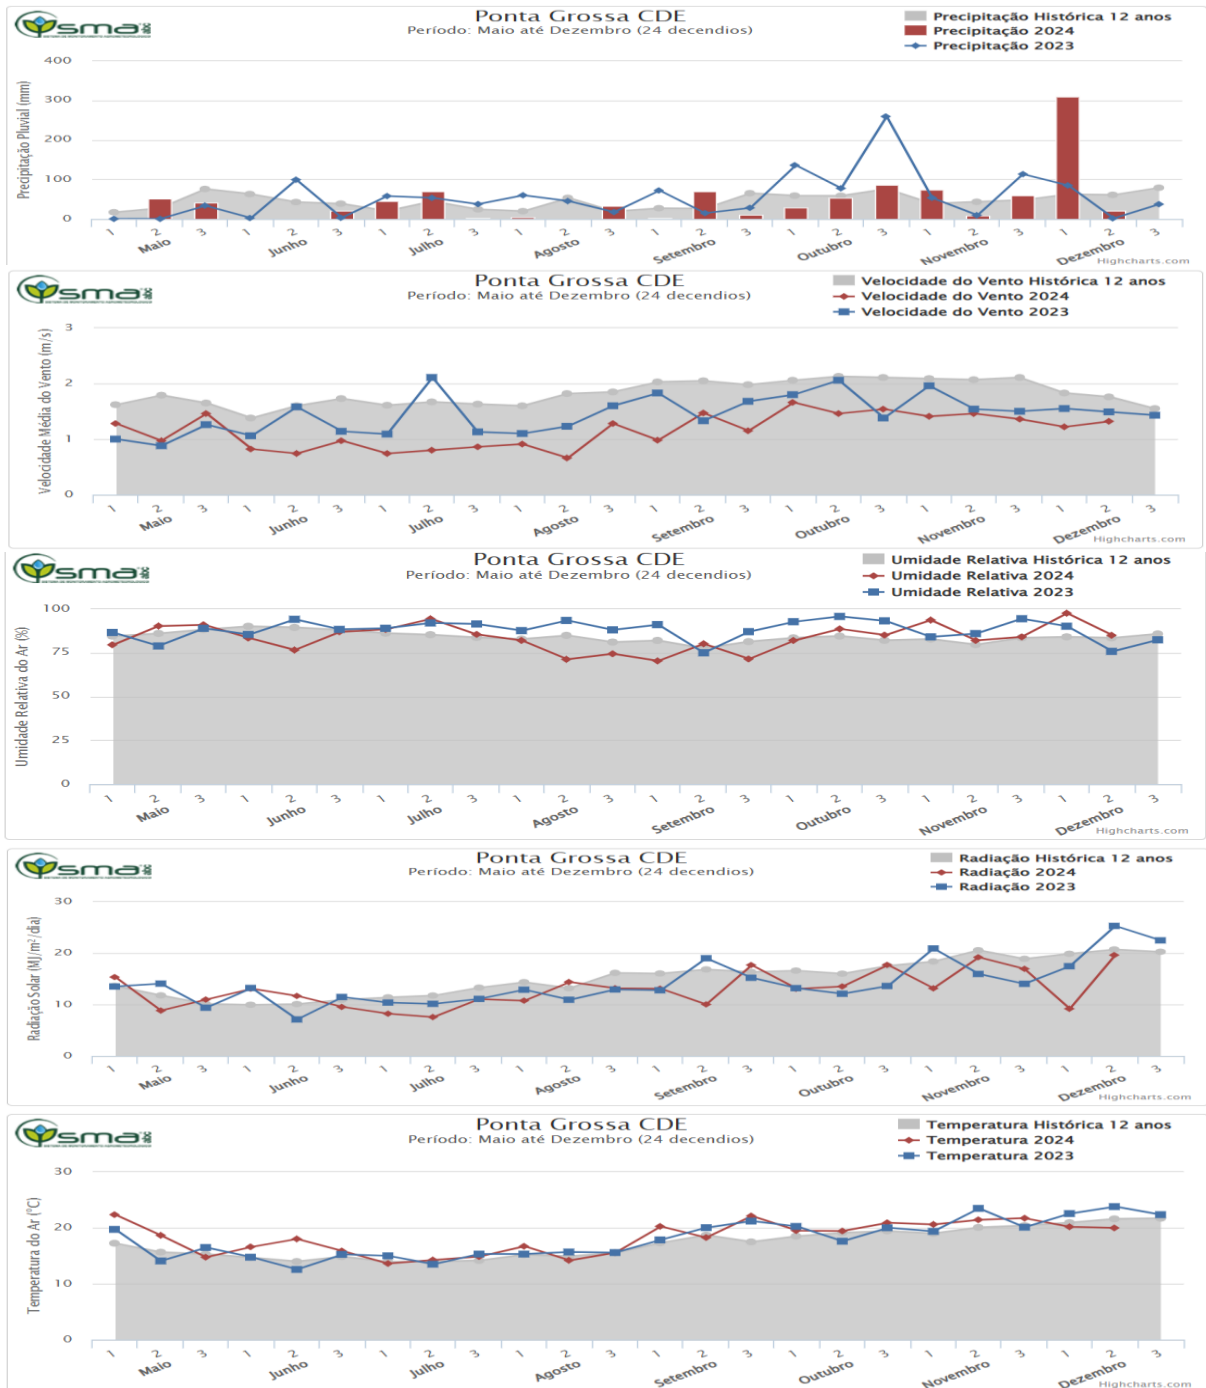 sma ABC
Ponta Grossa CDE
Período: Maio até Dezembro (24 decendios)
Precipitação Histórica 12 anos
Precipitação 2024
Precipitação 2023
Precipitação Pluvial (mm)
400
300
200
100
0
1 2 3 1 2 3 1 2 3 1 2 3 1 2 3 1 2 3 1 2 3 1 2 3
Maio Junho Julho Agosto Setembro Outubro Novembro Dezembro
Highcharts.com
sma ABC
Ponta Grossa CDE
Período: Maio até Dezembro (24 decendios)
Velocidade do Vento Histórica 12 anos
Velocidade do Vento 2024
Velocidade do Vento 2023
Velocidade Média do Vento (m/s)
3
2
1
0
1 2 3 1 2 3 1 2 3 1 2 3 1 2 3 1 2 3 1 2 3 1 2 3
Maio Junho Julho Agosto Setembro Outubro Novembro Dezembro
Highcharts.com
sma ABC
Ponta Grossa CDE
Período: Maio até Dezembro (24 decendios)
Umidade Relativa Histórica 12 anos
Umidade Relativa 2024
Umidade Relativa 2023
Umidade Relativa do Ar (%)
100
75
50
25
0
1 2 3 1 2 3 1 2 3 1 2 3 1 2 3 1 2 3 1 2 3 1 2 3
Maio Junho Julho Agosto Setembro Outubro Novembro Dezembro
Highcharts.com
sma ABC
Ponta Grossa CDE
Período: Maio até Dezembro (24 decendios)
Radiação Histórica 12 anos
Radiação 2024
Radiação 2023
Radiação Solar (MJ/m²/dia)
30
20
10
0
1 2 3 1 2 3 1 2 3 1 2 3 1 2 3 1 2 3 1 2 3 1 2 3
Maio Junho Julho Agosto Setembro Outubro Novembro Dezembro
Highcharts.com
sma ABC
Ponta Grossa CDE
Período: Maio até Dezembro (24 decendios)
Temperatura Histórica 12 anos
Temperatura 2024
Temperatura 2023
Temperatura do Ar (°C)
30
20
10
0
1 2 3 1 2 3 1 2 3 1 2 3 1 2 3 1 2 3 1 2 3 1 2 3
Maio Junho Julho Agosto Setembro Outubro Novembro Dezembro
Highcharts.com